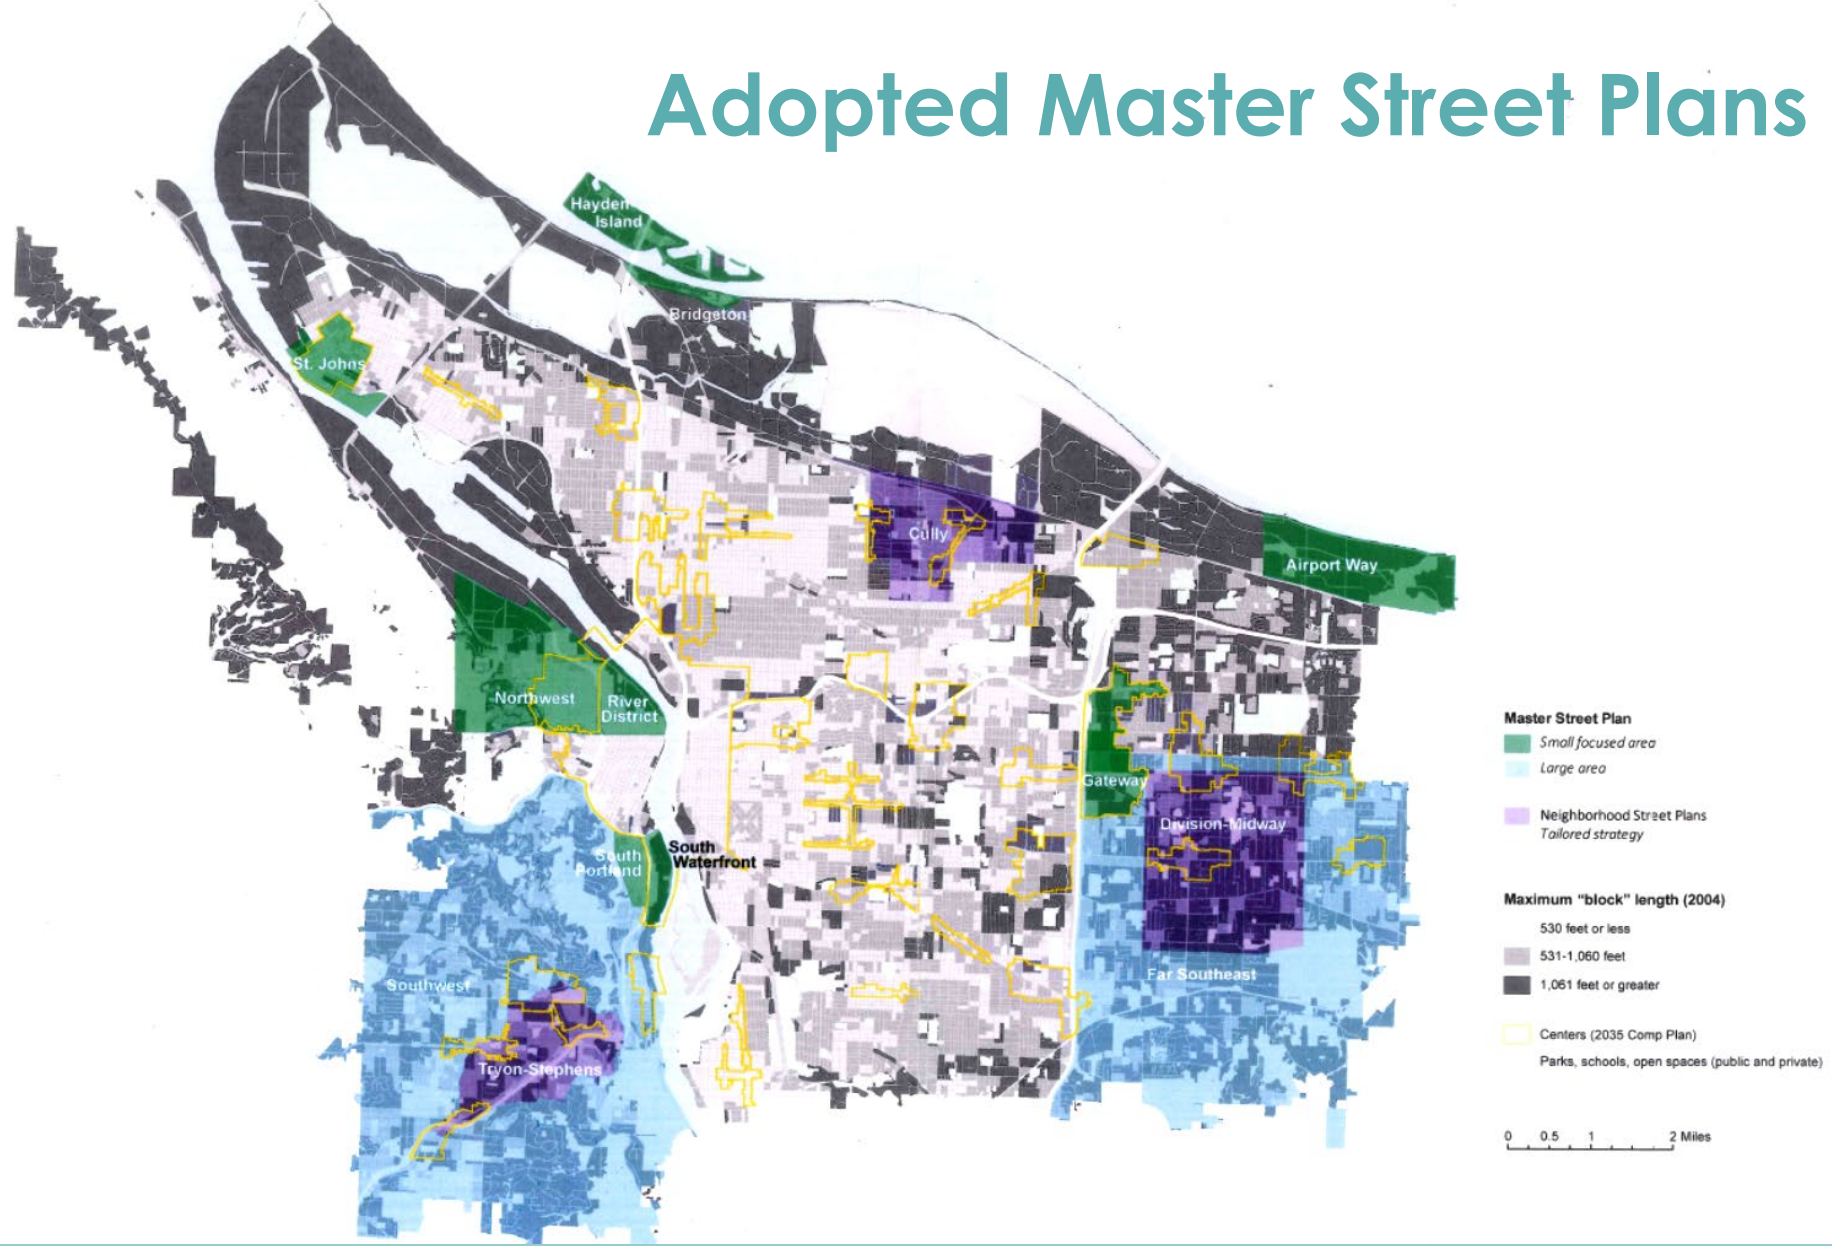 Adopted Master Street Plans
Hayden
Island
Bridgeton
St. Johns
Cully
Airport Way
Northwest
River
District
Gateway
Division-Midway
South
Waterfront
South
Portland
Far Southeast
Southwest
Tryon-Stephens
Master Street Plan
Small focused area
Large area
Neighborhood Street Plans
Tailored strategy
Maximum "block" length (2004)
530 feet or less
531-1,060 feet
1,061 feet or greater
Centers (2035 Comp Plan)
Parks, schools, open spaces (public and private)
0 0.5 1 2 Miles